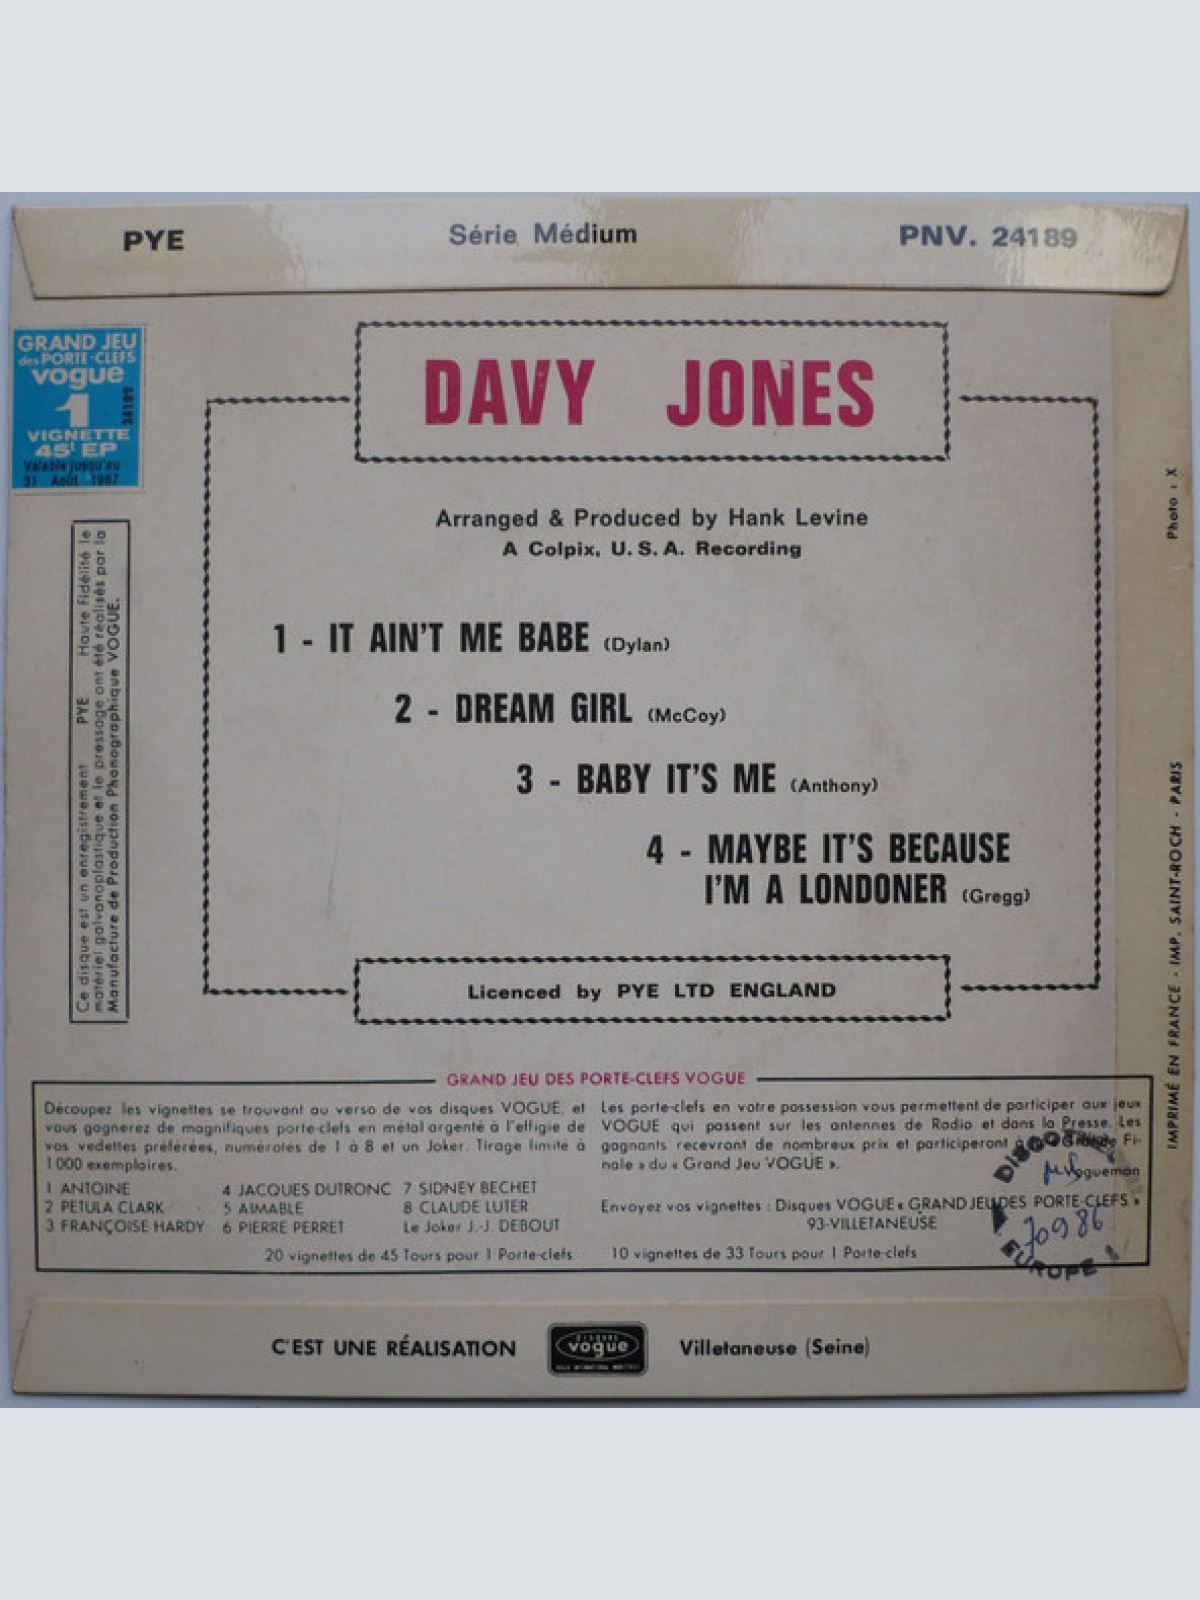 PYE Série Médium PNV. 24189
GRAND JEU
des PORTE-CLEFS
vogue
1
24189
VIGNETTE
45t EP
Valable jusqu'au
31 Août 1967
DAVY JONES
Arranged & Produced by Hank Levine
A Colpix, U.S.A. Recording
1 - IT AIN'T ME BABE (Dylan)
2 - DREAM GIRL (McCoy)
3 - BABY IT'S ME (Anthony)
4 - MAYBE IT'S BECAUSE
I'M A LONDONER (Gregg)
Licenced by PYE LTD ENGLAND
Ce disque est un enregistrement PYE Haute Fidélité le
matériel galvanoplastique et le pressage ont été réalisés par la
Manufacture de Production Phonographique VOGUE.
Photo : X
IMPRIMÉ EN FRANCE - IMP. SAINT-ROCH - PARIS
GRAND JEU DES PORTE-CLEFS VOGUE
Découpez les vignettes se trouvant au verso de vos disques VOGUE, et
vous gagnerez de magnifiques porte-clefs en métal argenté à l'effigie de
vos vedettes préférées, numérotés de 1 à 8 et un Joker. Tirage limité à
1000 exemplaires.
1 ANTOINE 4 JACQUES DUTRONC 7 SIDNEY BECHET
2 PETULA CLARK 5 AIMABLE 8 CLAUDE LUTER
3 FRANÇOISE HARDY 6 PIERRE PERRET Le Joker J.-J. DEBOUT
20 vignettes de 45 Tours pour 1 Porte-clefs
Les porte-clefs en votre possession vous permettent de participer aux jeux
VOGUE qui passent sur les antennes de Radio et dans la Presse. Les
gagnants recevront de nombreux prix et participeront à la Grande Fi-
nale » du « Grand Jeu VOGUE ».
Vogueman
Envoyez vos vignettes : Disques VOGUE « GRAND JEU DES PORTE-CLEFS »
93-VILLETANEUSE
10 vignettes de 33 Tours pour 1 Porte-clefs
70986
EUROPE 1
C'EST UNE RÉALISATION DISQUES vogue Villetaneuse (Seine)